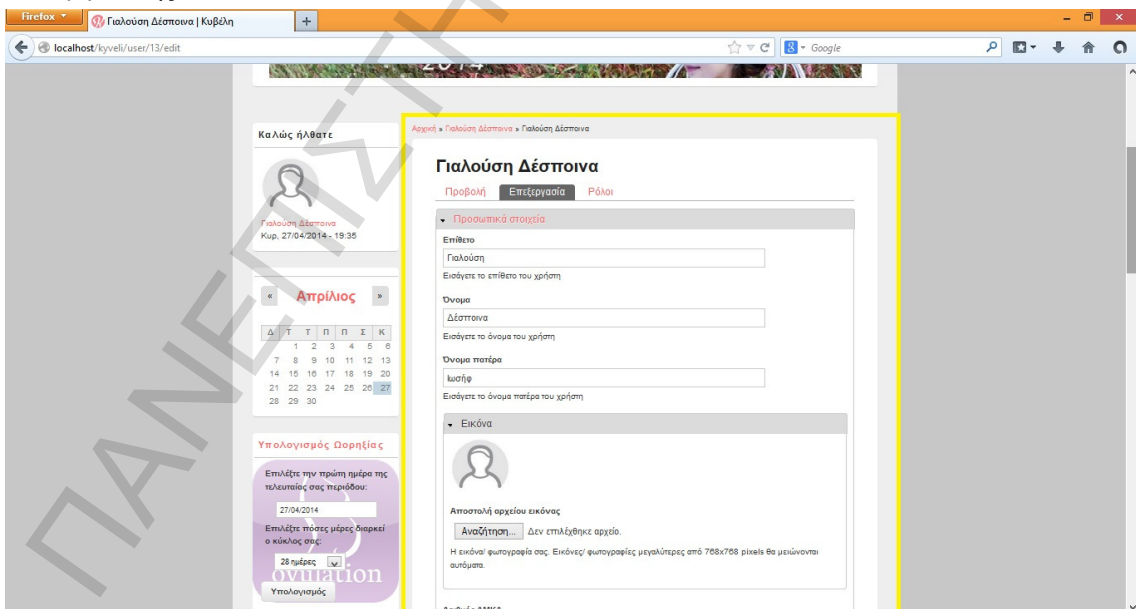 Firefox
Γιαλούση Δέσποινα | Κυβέλη
localhost/kyveli/user/13/edit
Google
2014
Καλώς ήλθατε
Γιαλούση Δέσποινα
Κυρ, 27/04/2014 - 19:35
« Απρίλιος »
Δ Τ Τ Π Π Σ Κ
1 2 3 4 5 6
7 8 9 10 11 12 13
14 15 16 17 18 19 20
21 22 23 24 25 26 27
28 29 30
Υπολογισμός Ωορηξίας
Επιλέξτε την πρώτη ημέρα της
τελευταίας σας περιόδου:
27/04/2014
Επιλέξτε πόσες μέρες διαρκεί
ο κύκλος σας:
28 ημέρες
ovulation
Υπολογισμός
Αρχική » Γιαλούση Δέσποινα » Γιαλούση Δέσποινα
Γιαλούση Δέσποινα
Προβολή Επεξεργασία Ρόλοι
Προσωπικά στοιχεία
Επίθετο
Γιαλούση
Εισάγετε το επίθετο του χρήστη
Όνομα
Δέσποινα
Εισάγετε το όνομα του χρήστη
Όνομα πατέρα
Ιωσήφ
Εισάγετε το όνομα πατέρα του χρήστη
Εικόνα
Αποστολή αρχείου εικόνας
Αναζήτηση... Δεν επιλέχθηκε αρχείο.
Η εικόνα/ φωτογραφία σας. Εικόνες/ φωτογραφίες μεγαλύτερες από 768x768 pixels θα μειώνονται
αυτόματα.
ΠΑΝΕΠΙΣΤΗ